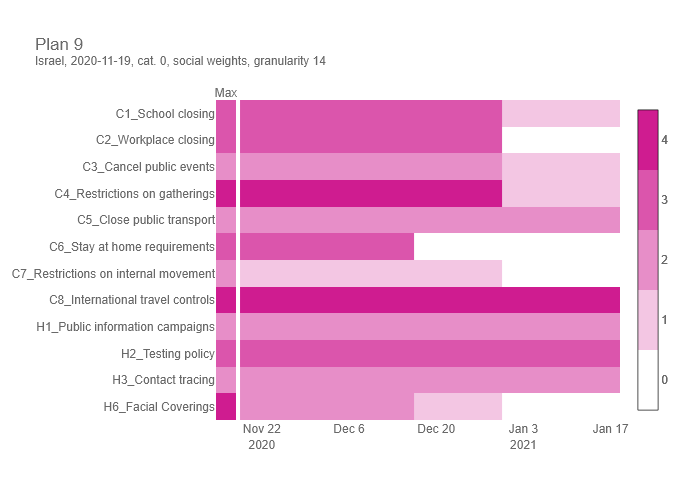 Plan 9
Israel, 2020-11-19, cat. 0, social weights, granularity 14
Max
C1_School closing
C2_Workplace closing
C3_Cancel public events
C4_Restrictions on gatherings
C5_Close public transport
C6_Stay at home requirements
C7_Restrictions on internal movement
C8_International travel controls
H1_Public information campaigns
H2_Testing policy
H3_Contact tracing
H6_Facial Coverings
4
3
2
1
0
Nov 22 Dec 6 Dec 20 Jan 3 Jan 17
2020 2021